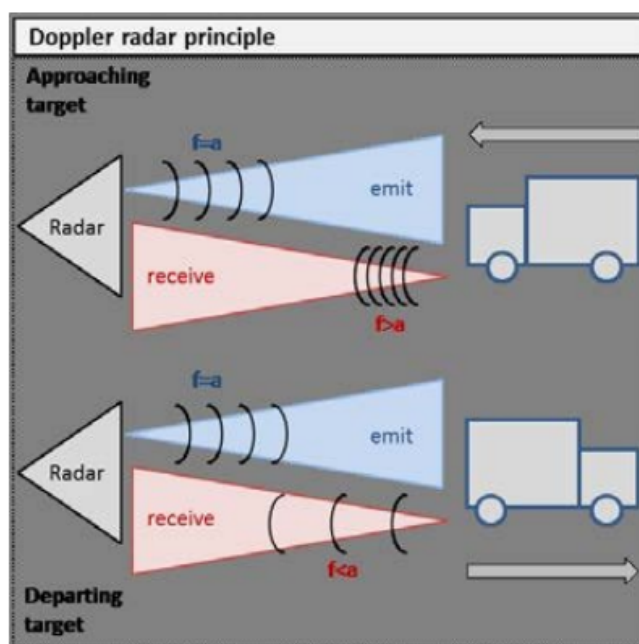 Doppler radar principle
Approaching
target
f=a
emit
Radar
receive
f>a
f=a
emit
Radar
receive
f<a
Departing
target